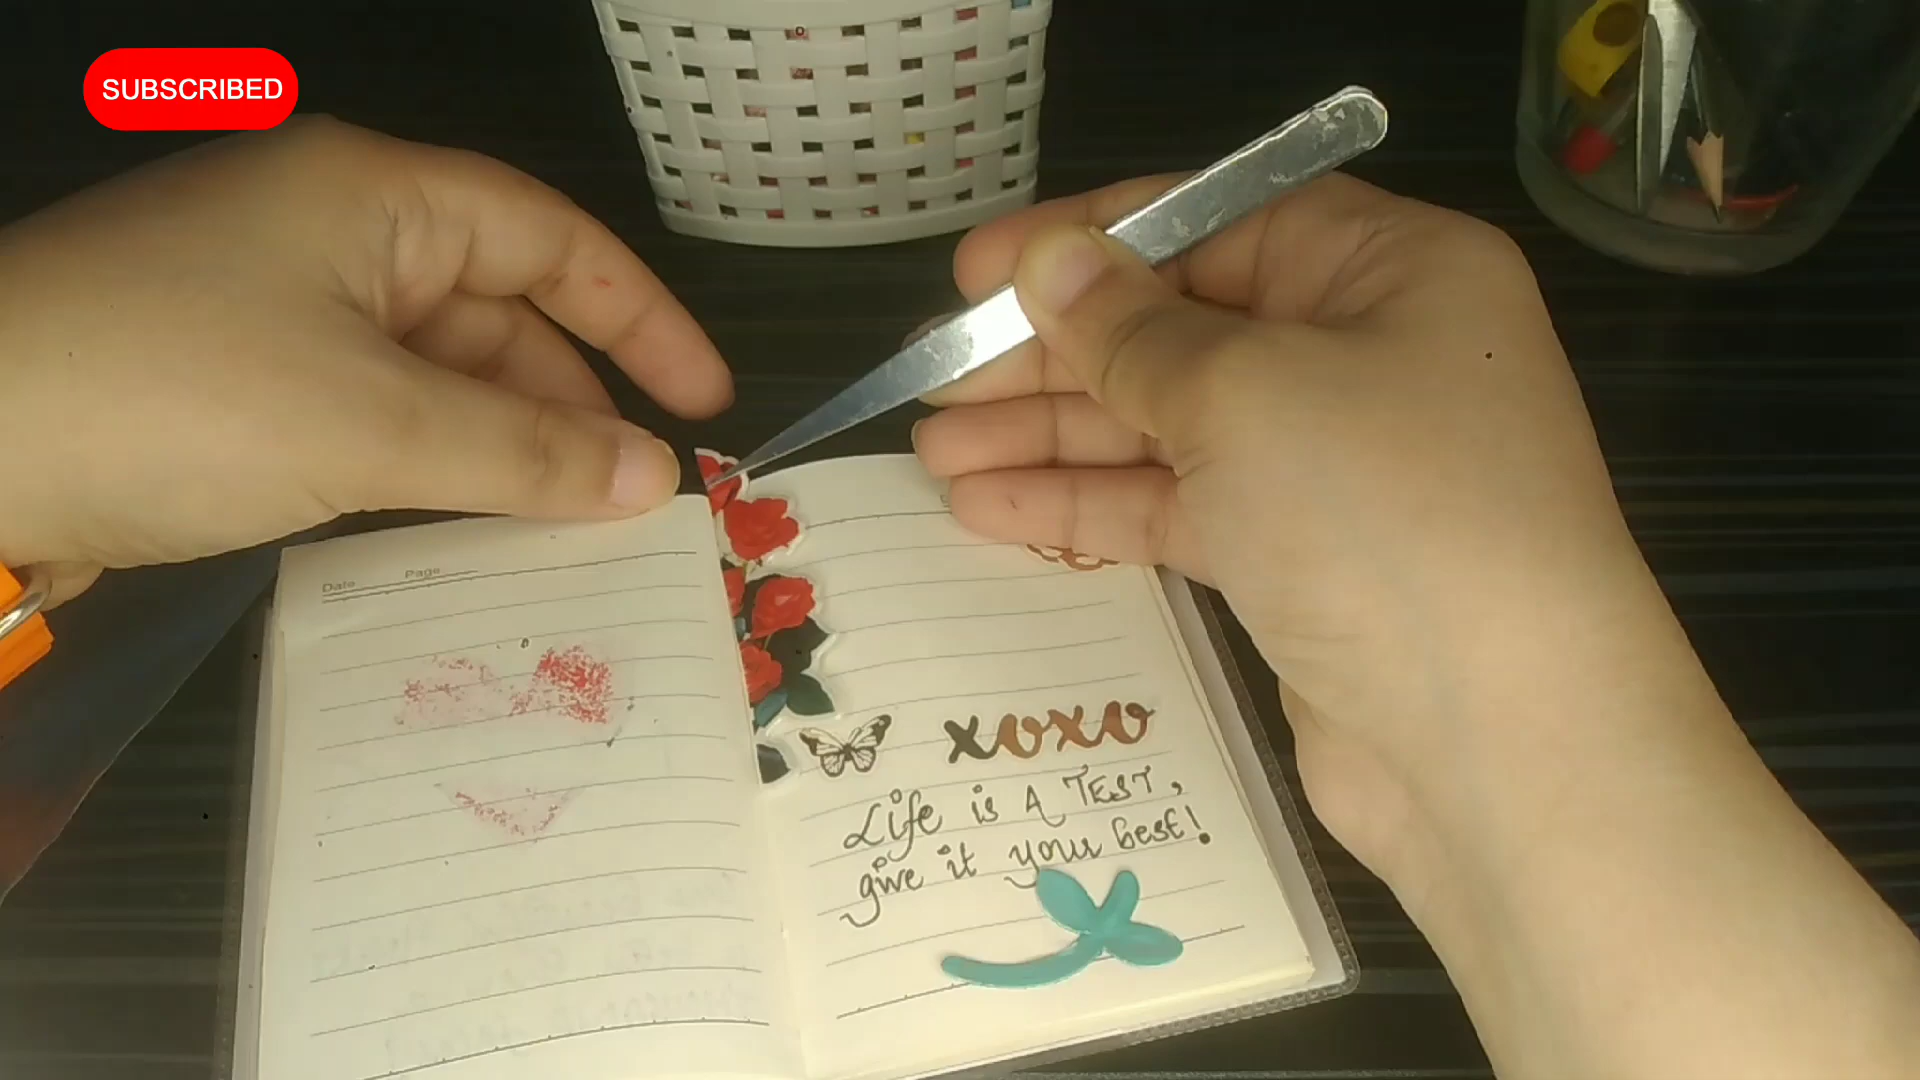 SUBSCRIBED
Date Page
xoxo
Life is A TEST,
give it your best!